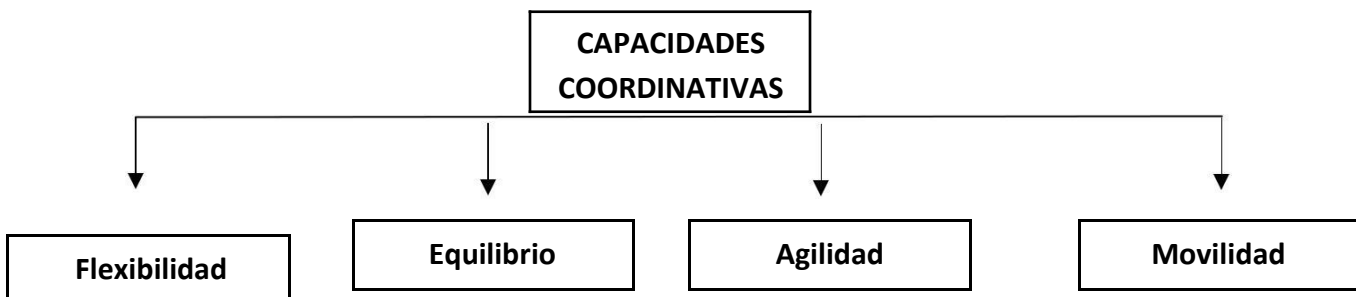 CAPACIDADES
COORDINATIVAS
Flexibilidad
Equilibrio
Agilidad
Movilidad